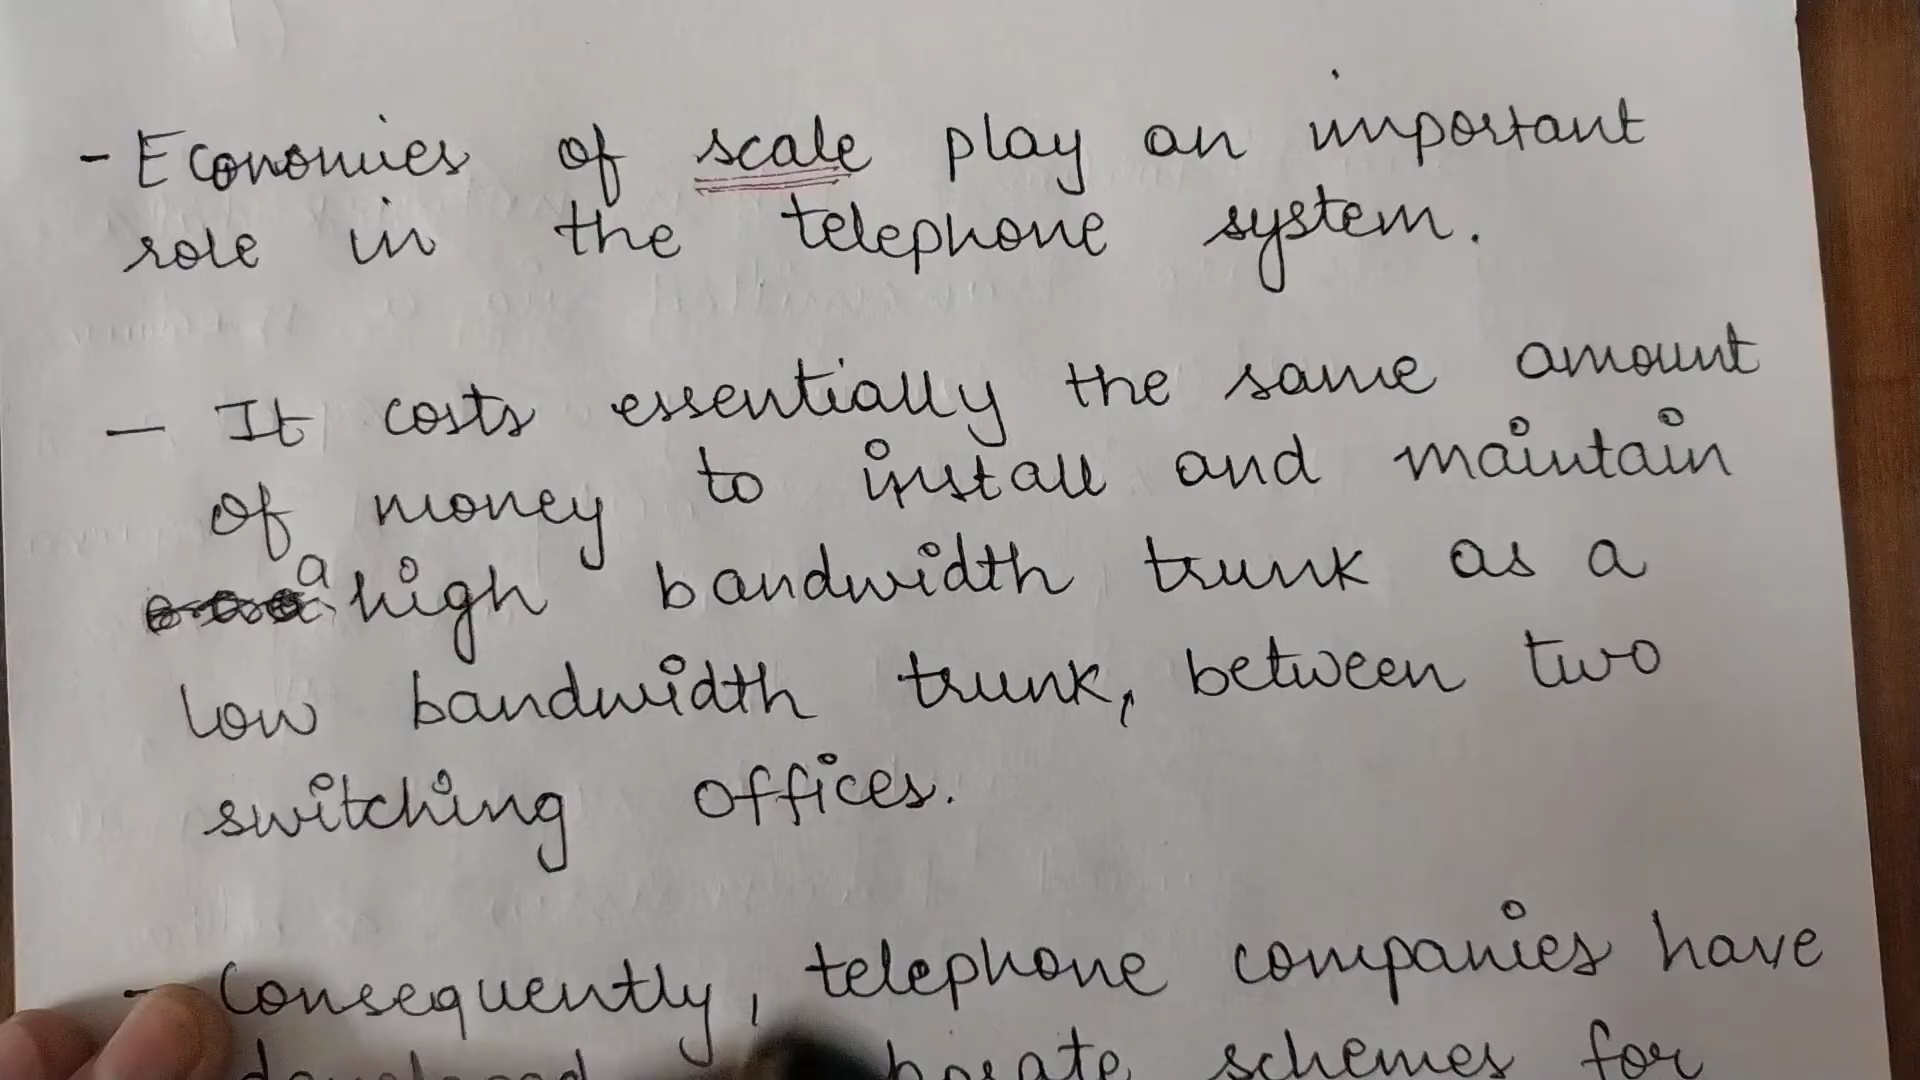 - Economies of scale play an important
role in the telephone system.
- It costs essentially the same amount
of money to install and maintain
a high bandwidth trunk as a
low bandwidth trunk, between two
switching offices.
- Consequently, telephone companies have
schemes for